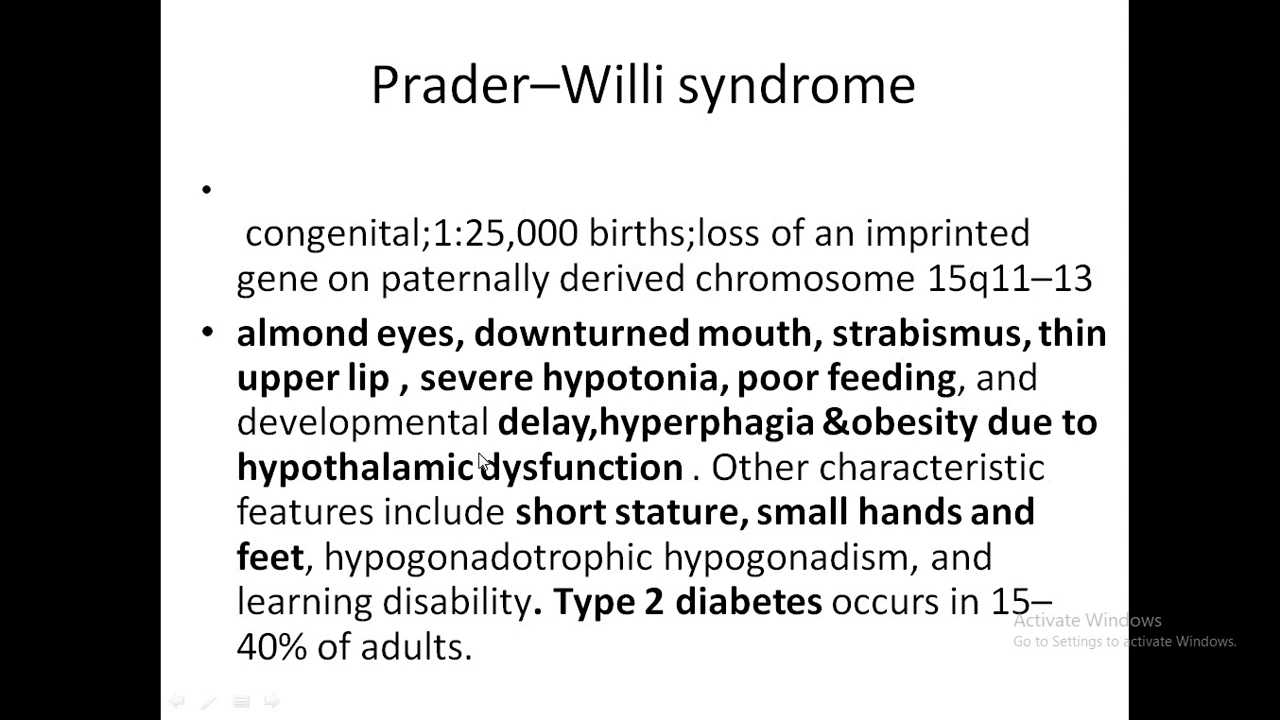 Prader–Willi syndrome
•
congenital;1:25,000 births;loss of an imprinted
gene on paternally derived chromosome 15q11–13
• almond eyes, downturned mouth, strabismus, thin
upper lip , severe hypotonia, poor feeding, and
developmental delay,hyperphagia &obesity due to
hypothalamic dysfunction . Other characteristic
features include short stature, small hands and
feet, hypogonadotrophic hypogonadism, and
learning disability. Type 2 diabetes occurs in 15–
40% of adults.
Activate Windows
Go to Settings to activate Windows.